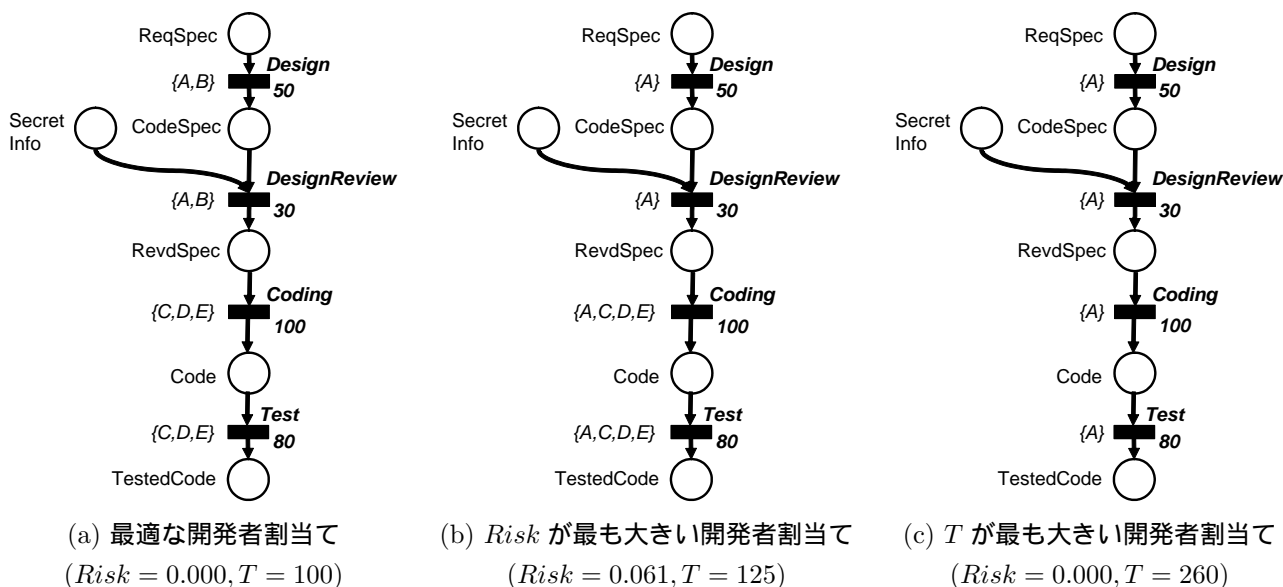 ReqSpec
Design
{A,B}
50
Secret
Info
CodeSpec
DesignReview
{A,B}
30
RevdSpec
Coding
{C,D,E}
100
Code
Test
{C,D,E}
80
TestedCode
(a) 最適な開発者割当て
(Risk = 0.000, T = 100)
ReqSpec
Design
{A}
50
Secret
Info
CodeSpec
DesignReview
{A}
30
RevdSpec
Coding
{A,C,D,E}
100
Code
Test
{A,C,D,E}
80
TestedCode
(b) Risk が最も大きい開発者割当て
(Risk = 0.061, T = 125)
ReqSpec
Design
{A}
50
Secret
Info
CodeSpec
DesignReview
{A}
30
RevdSpec
Coding
{A}
100
Code
Test
{A}
80
TestedCode
(c) T が最も大きい開発者割当て
(Risk = 0.000, T = 260)